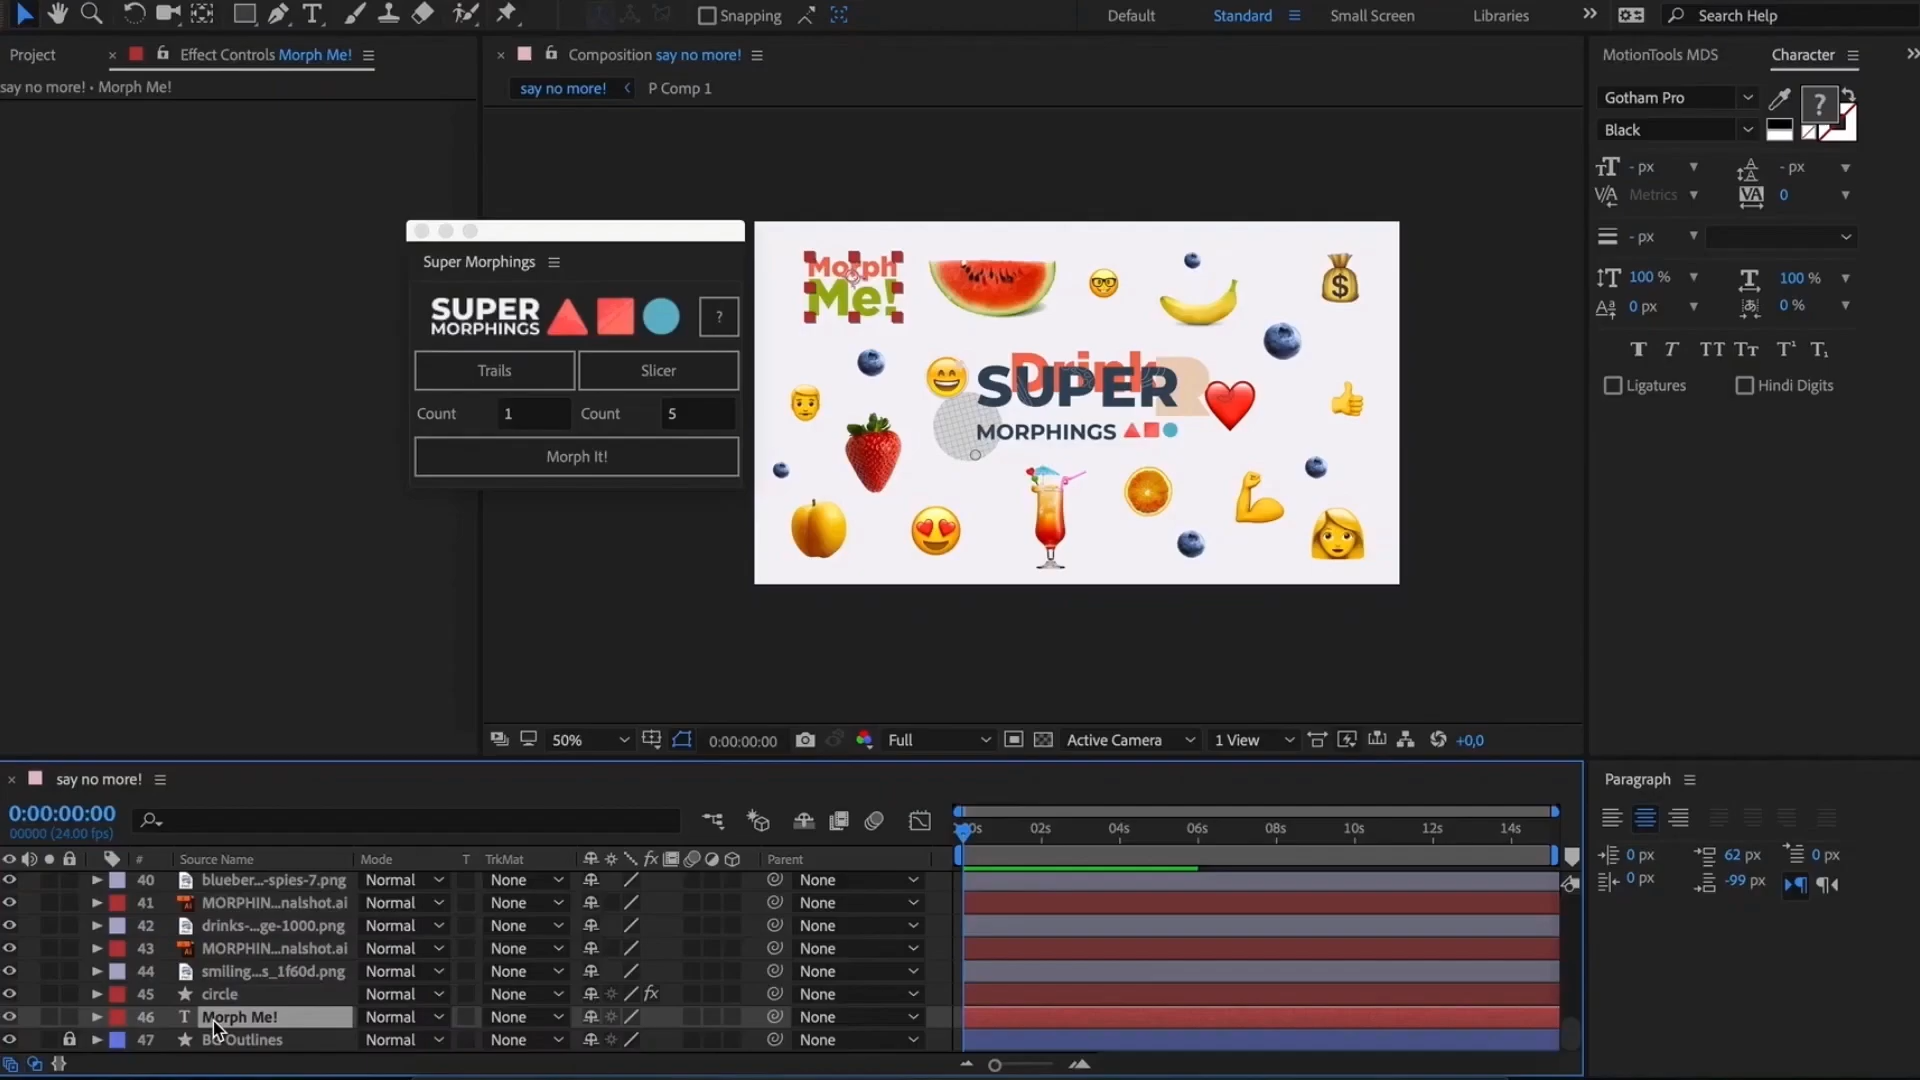 Snapping
Default
Standard
Small Screen
Libraries
Search Help
Project
Effect Controls Morph Me!
Composition say no more!
MotionTools MDS
Character
say no more! • Morph Me!
say no more!
P Comp 1
Gotham Pro
?
Black
- px
- px
Metrics
0
- px
100 %
100 %
0 px
0 %
Ligatures
Hindi Digits
Super Morphings
SUPER
MORPHINGS
?
Trails
Slicer
Count
1
Count
5
Morph It!
Morph
Me!
Drink
SUPER
R
MORPHINGS
50%
0:00:00:00
Full
Active Camera
1 View
+0,0
say no more!
0:00:00:00
00000 (24.00 fps)
02s
04s
06s
08s
10s
12s
14s
# Source Name Mode T TrkMat fx Parent
40 blueber...-spies-7.png Normal None None
41 MORPHIN...nalshot.ai Normal None None
42 drinks-...ge-1000.png Normal None None
43 MORPHIN...nalshot.ai Normal None None
44 smiling...s_1f60d.png Normal None None
45 circle Normal None fx None
46 T Morph Me! Normal None None
47 BG Outlines Normal None None
Paragraph
0 px
62 px
0 px
0 px
-99 px